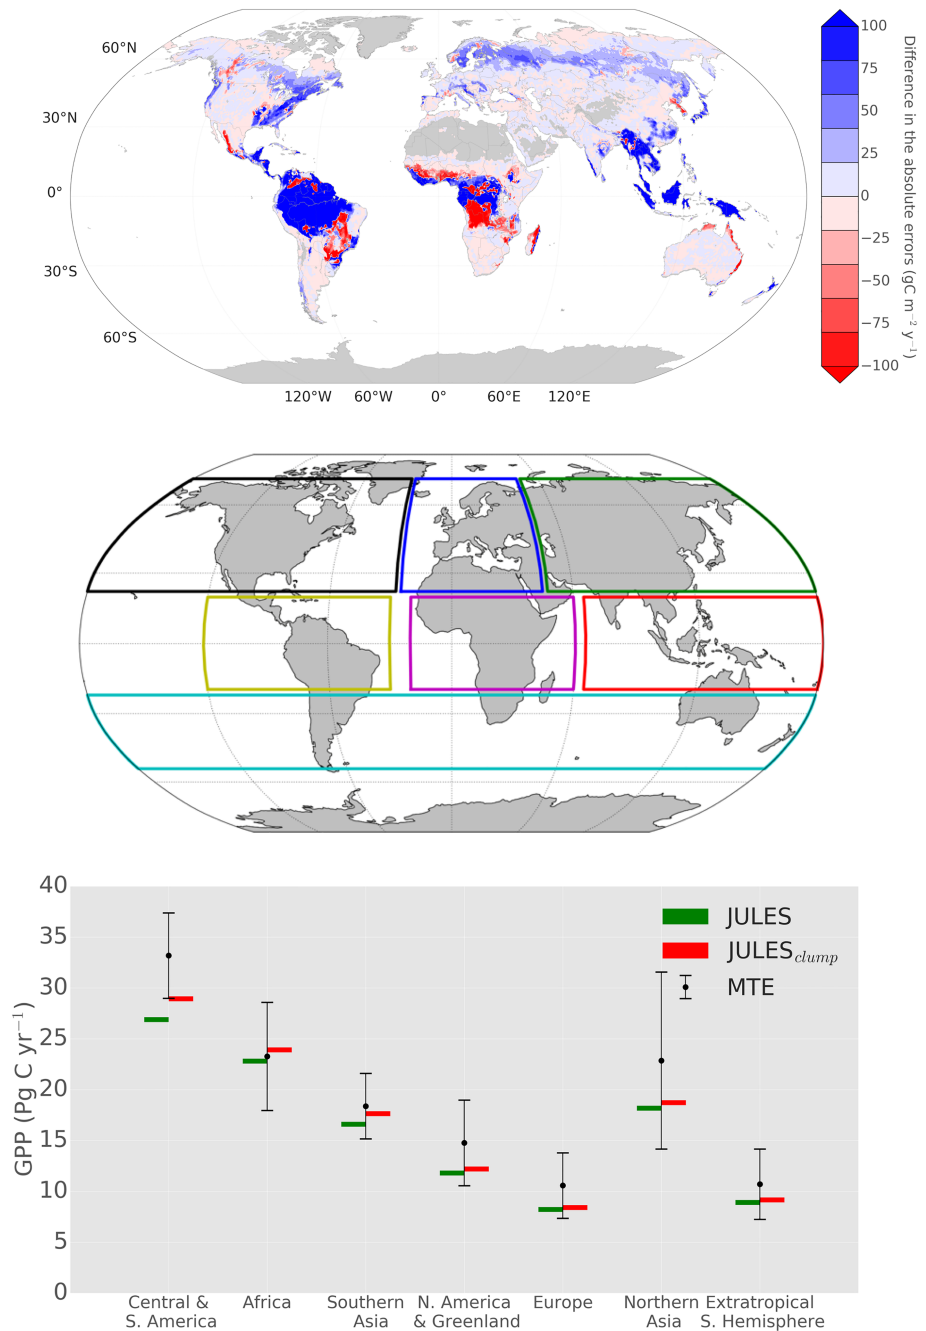 60°N
30°N
0°
30°S
60°S
120°W 60°W 0° 60°E 120°E
100
75
50
25
0
−25
−50
−75
−100
Difference in the absolute errors (gC m⁻² y⁻¹)
40
35
30
25
20
15
10
5
0
GPP (Pg C yr⁻¹)
JULES
JULES_clump
MTE
Central & Africa Southern N. America Europe Northern Extratropical
S. America Asia & Greenland Asia S. Hemisphere